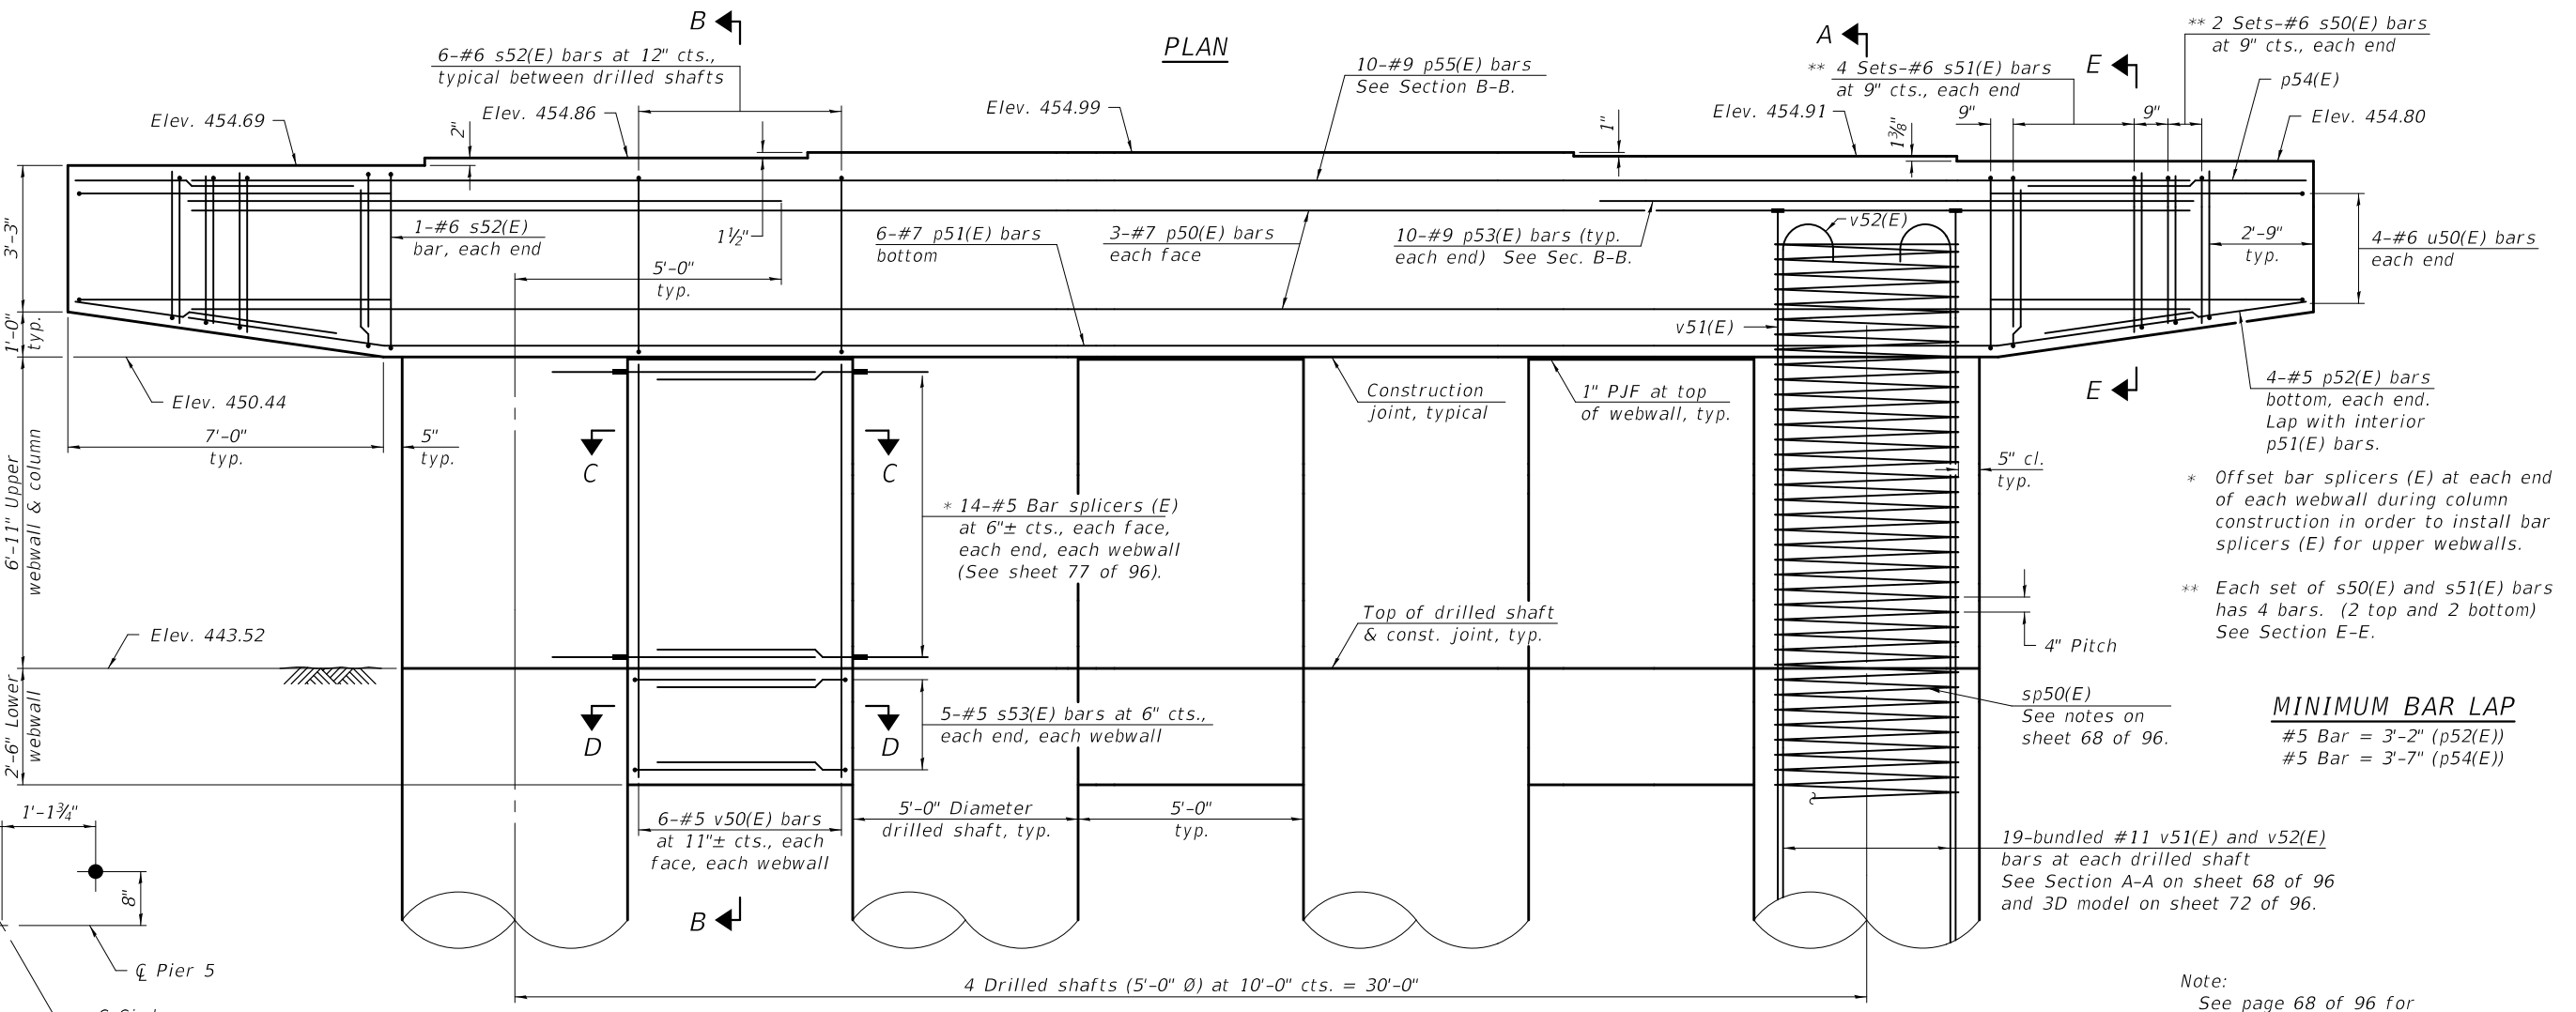 PLAN
B
6-#6 s52(E) bars at 12" cts.,
typical between drilled shafts
10-#9 p55(E) bars
See Section B-B.
A
** 4 Sets-#6 s51(E) bars
at 9" cts., each end
E
** 2 Sets-#6 s50(E) bars
at 9" cts., each end
p54(E)
Elev. 454.69
2"
Elev. 454.86
Elev. 454.99
1"
Elev. 454.91
1⅜"
9"
9"
Elev. 454.80
3'-3"
1'-0"
typ.
1-#6 s52(E)
bar, each end
1½"
5'-0"
typ.
6-#7 p51(E) bars
bottom
3-#7 p50(E) bars
each face
10-#9 p53(E) bars (typ.
each end) See Sec. B-B.
v52(E)
v51(E)
2'-9"
typ.
4-#6 u50(E) bars
each end
Elev. 450.44
7'-0"
typ.
5"
typ.
C
C
Construction
joint, typical
1" PJF at top
of webwall, typ.
E
4-#5 p52(E) bars
bottom, each end.
Lap with interior
p51(E) bars.
5" cl.
typ.
6'-11" Upper
webwall & column
* 14-#5 Bar splicers (E)
at 6"± cts., each face,
each end, each webwall
(See sheet 77 of 96).
* Offset bar splicers (E) at each end
of each webwall during column
construction in order to install bar
splicers (E) for upper webwalls.
** Each set of s50(E) and s51(E) bars
has 4 bars. (2 top and 2 bottom)
See Section E-E.
Elev. 443.52
Top of drilled shaft
& const. joint, typ.
4" Pitch
2'-6" Lower
webwall
D
D
5-#5 s53(E) bars at 6" cts.,
each end, each webwall
sp50(E)
See notes on
sheet 68 of 96.
MINIMUM BAR LAP
#5 Bar = 3'-2" (p52(E))
#5 Bar = 3'-7" (p54(E))
1'-1¾"
8"
6-#5 v50(E) bars
at 11"± cts., each
face, each webwall
5'-0" Diameter
drilled shaft, typ.
5'-0"
typ.
19-bundled #11 v51(E) and v52(E)
bars at each drilled shaft
See Section A-A on sheet 68 of 96
and 3D model on sheet 72 of 96.
B
℄ Pier 5
4 Drilled shafts (5'-0" Ø) at 10'-0" cts. = 30'-0"
Note:
See page 68 of 96 for